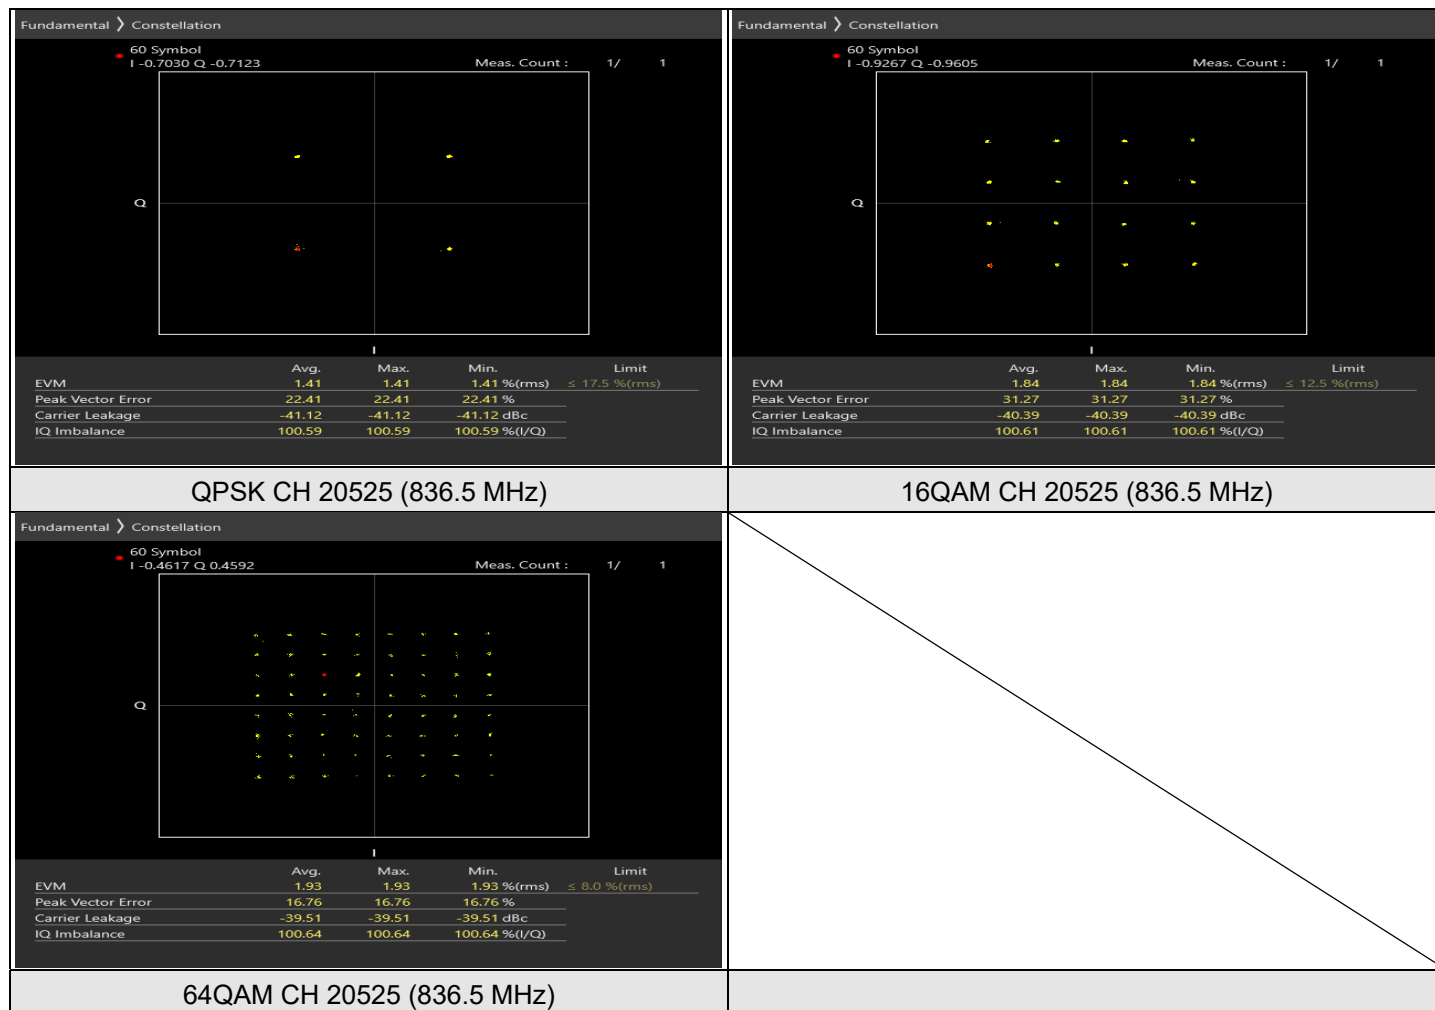 Fundamental ❯ Constellation
60 Symbol
I -0.7030 Q -0.7123 Meas. Count : 1/ 1
Q
I
Avg. Max. Min. Limit
EVM 1.41 1.41 1.41 %(rms) ≤ 17.5 %(rms)
Peak Vector Error 22.41 22.41 22.41 %
Carrier Leakage -41.12 -41.12 -41.12 dBc
IQ Imbalance 100.59 100.59 100.59 %(I/Q)
QPSK CH 20525 (836.5 MHz)
Fundamental ❯ Constellation
60 Symbol
I -0.9267 Q -0.9605 Meas. Count : 1/ 1
Q
I
Avg. Max. Min. Limit
EVM 1.84 1.84 1.84 %(rms) ≤ 12.5 %(rms)
Peak Vector Error 31.27 31.27 31.27 %
Carrier Leakage -40.39 -40.39 -40.39 dBc
IQ Imbalance 100.61 100.61 100.61 %(I/Q)
16QAM CH 20525 (836.5 MHz)
Fundamental ❯ Constellation
60 Symbol
I -0.4617 Q 0.4592 Meas. Count : 1/ 1
Q
I
Avg. Max. Min. Limit
EVM 1.93 1.93 1.93 %(rms) ≤ 8.0 %(rms)
Peak Vector Error 16.76 16.76 16.76 %
Carrier Leakage -39.51 -39.51 -39.51 dBc
IQ Imbalance 100.64 100.64 100.64 %(I/Q)
64QAM CH 20525 (836.5 MHz)